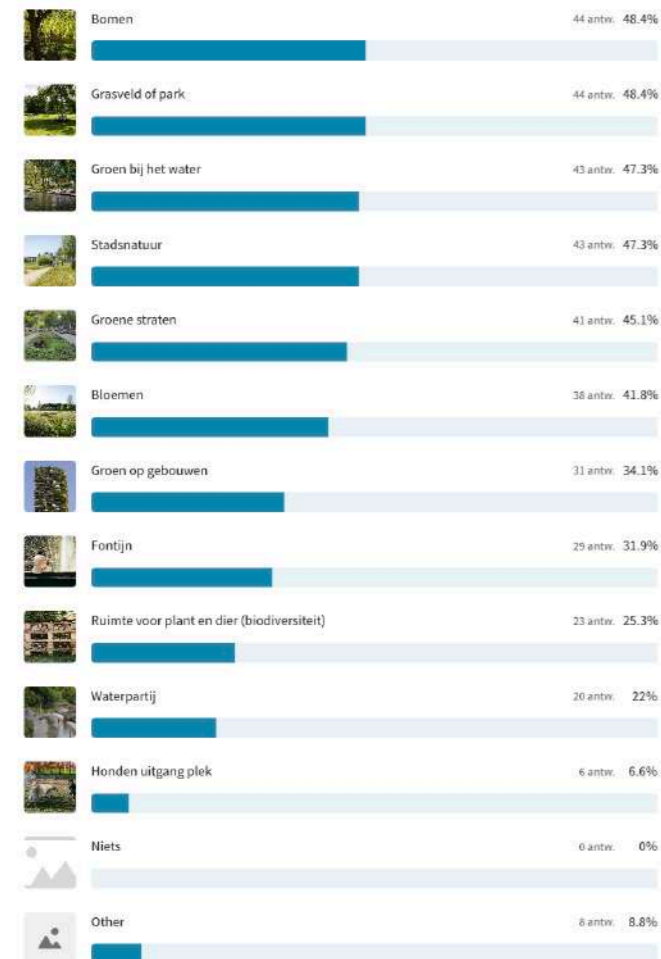 Bomen 44 antw. 48.4%
Grasveld of park 44 antw. 48.4%
Groen bij het water 43 antw. 47.3%
Stadsnatuur 43 antw. 47.3%
Groene straten 41 antw. 45.1%
Bloemen 38 antw. 41.8%
Groen op gebouwen 31 antw. 34.1%
Fontijn 29 antw. 31.9%
Ruimte voor plant en dier (biodiversiteit) 23 antw. 25.3%
Waterpartij 20 antw. 22%
Honden uitgang plek 6 antw. 6.6%
Niets 0 antw. 0%
Other 8 antw. 8.8%